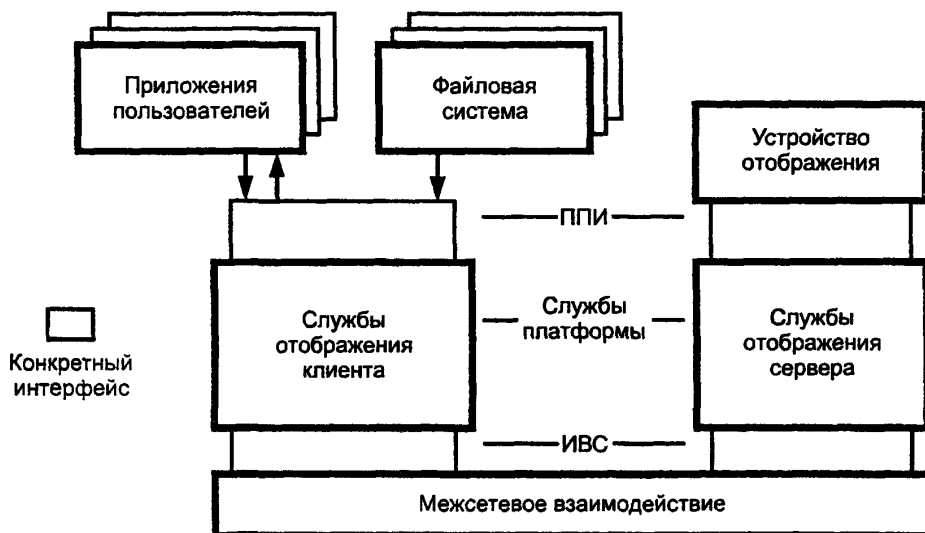 Приложения
пользователей
Файловая
система
Устройство
отображения
ППИ
Службы
отображения
клиента
Службы
платформы
Службы
отображения
сервера
Конкретный
интерфейс
ИВС
Межсетевое взаимодействие